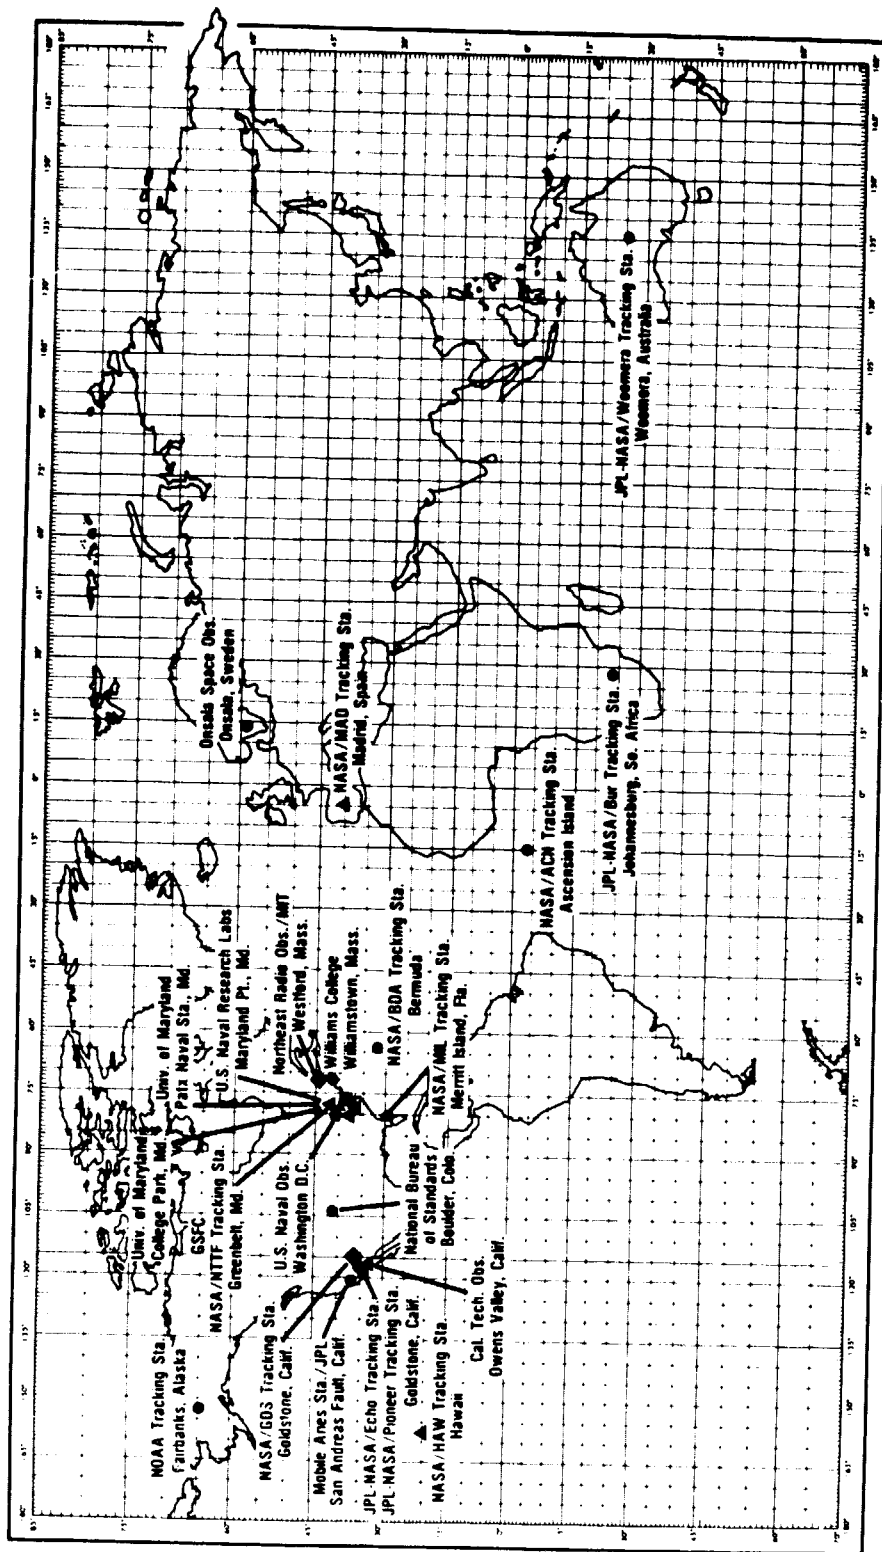 NOAA Tracking Sta.
Fairbanks, Alaska
Univ. of Maryland
College Park, Md.
GSFC
NASA/NTTF Tracking Sta.
Greenbelt, Md.
U.S. Naval Obs.
Washington D.C.
NASA/GDS Tracking Sta.
Goldstone, Calif.
Mobile Aries Sta./JPL
San Andreas Fault, Calif.
JPL-NASA/Echo Tracking Sta.
JPL-NASA/Pioneer Tracking Sta.
Goldstone, Calif.
NASA/HAW Tracking Sta.
Hawaii
Cal. Tech. Obs.
Owens Valley, Calif.
National Bureau
of Standards
Boulder, Colo.
Univ. of Maryland
Patx Naval Sta., Md.
U.S. Naval Research Labs
Maryland Pt., Md.
Northeast Radio Obs./MIT
Westford, Mass.
Williams College
Williamstown, Mass.
NASA/BDA Tracking Sta.
Bermuda
NASA/MIL Tracking Sta.
Merritt Island, Fla.
Onsala Space Obs.
Onsala, Sweden
NASA/MAD Tracking Sta.
Madrid, Spain
NASA/ACN Tracking Sta.
Ascension Island
JPL-NASA/Bur Tracking Sta.
Johannesburg, So. Africa
JPL-NASA/Woomera Tracking Sta.
Woomera, Australia